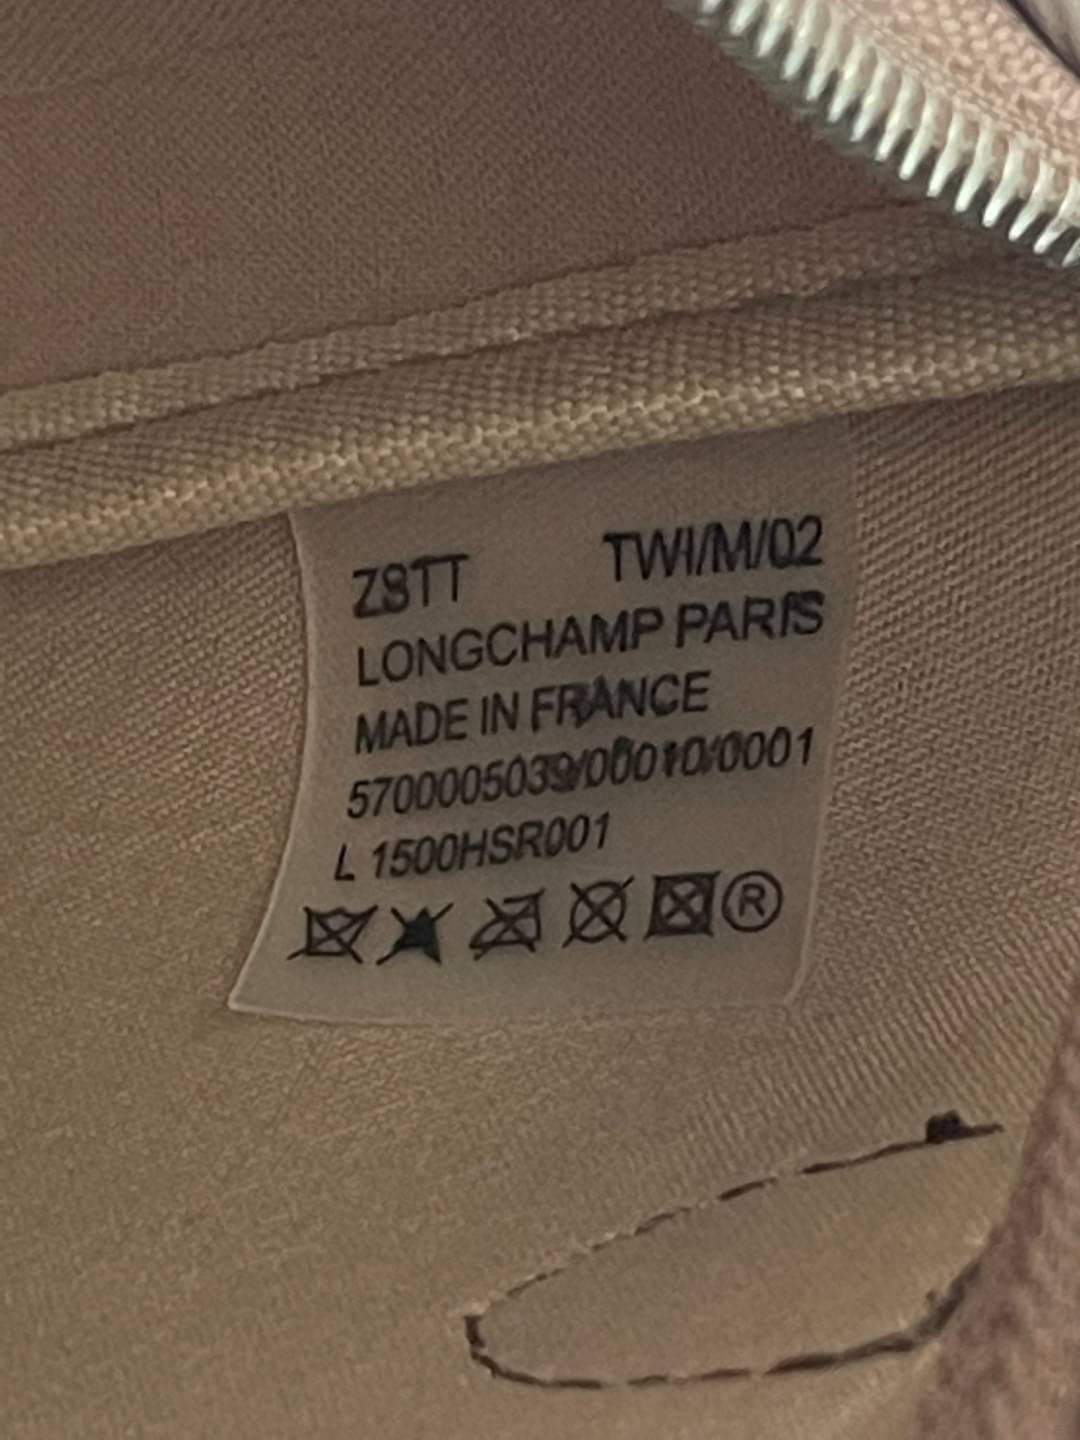 Z8TT TWI/M/02
LONGCHAMP PARIS
MADE IN FRANCE
5700005039/00010/0001
L 1500HSR001
®